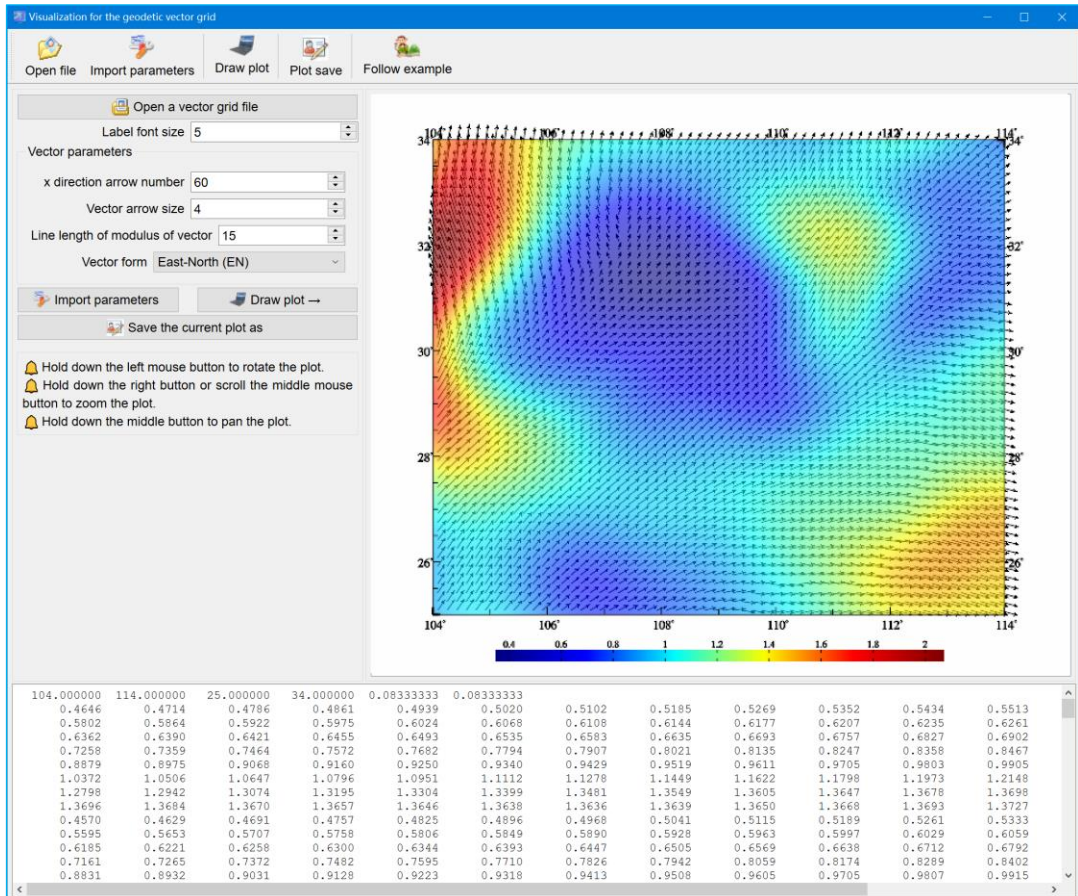 Visualization for the geodetic vector grid
Open file Import parameters Draw plot Plot save Follow example
Open a vector grid file
Label font size 5
Vector parameters
x direction arrow number 60
Vector arrow size 4
Line length of modulus of vector 15
Vector form East-North (EN)
Import parameters Draw plot →
Save the current plot as
Hold down the left mouse button to rotate the plot.
Hold down the right button or scroll the middle mouse
button to zoom the plot.
Hold down the middle button to pan the plot.
104° 106° 108° 110° 112° 114°
34° 34°
32° 32°
30° 30°
28° 28°
26° 26°
104° 106° 108° 110° 112° 114°
0.4 0.6 0.8 1 1.2 1.4 1.6 1.8 2
104.000000 114.000000 25.000000 34.000000 0.08333333 0.08333333
0.4646 0.4714 0.4786 0.4861 0.4939 0.5020 0.5102 0.5185 0.5269 0.5352 0.5434 0.5513
0.5802 0.5864 0.5922 0.5975 0.6024 0.6068 0.6108 0.6144 0.6177 0.6207 0.6235 0.6261
0.6362 0.6390 0.6421 0.6455 0.6493 0.6535 0.6583 0.6635 0.6693 0.6757 0.6827 0.6902
0.7258 0.7359 0.7464 0.7572 0.7682 0.7794 0.7907 0.8021 0.8135 0.8247 0.8358 0.8467
0.8879 0.8975 0.9068 0.9160 0.9250 0.9340 0.9429 0.9519 0.9611 0.9705 0.9803 0.9905
1.0372 1.0506 1.0647 1.0796 1.0951 1.1112 1.1278 1.1449 1.1622 1.1798 1.1973 1.2148
1.2798 1.2942 1.3074 1.3195 1.3304 1.3399 1.3481 1.3549 1.3605 1.3647 1.3678 1.3698
1.3696 1.3684 1.3670 1.3657 1.3646 1.3638 1.3636 1.3639 1.3650 1.3668 1.3693 1.3727
0.4570 0.4629 0.4691 0.4757 0.4825 0.4896 0.4968 0.5041 0.5115 0.5189 0.5261 0.5333
0.5595 0.5653 0.5707 0.5758 0.5806 0.5849 0.5890 0.5928 0.5963 0.5997 0.6029 0.6059
0.6185 0.6221 0.6258 0.6300 0.6344 0.6393 0.6447 0.6505 0.6569 0.6638 0.6712 0.6792
0.7161 0.7265 0.7372 0.7482 0.7595 0.7710 0.7826 0.7942 0.8059 0.8174 0.8289 0.8402
0.8831 0.8932 0.9031 0.9128 0.9223 0.9318 0.9413 0.9508 0.9605 0.9705 0.9807 0.9915